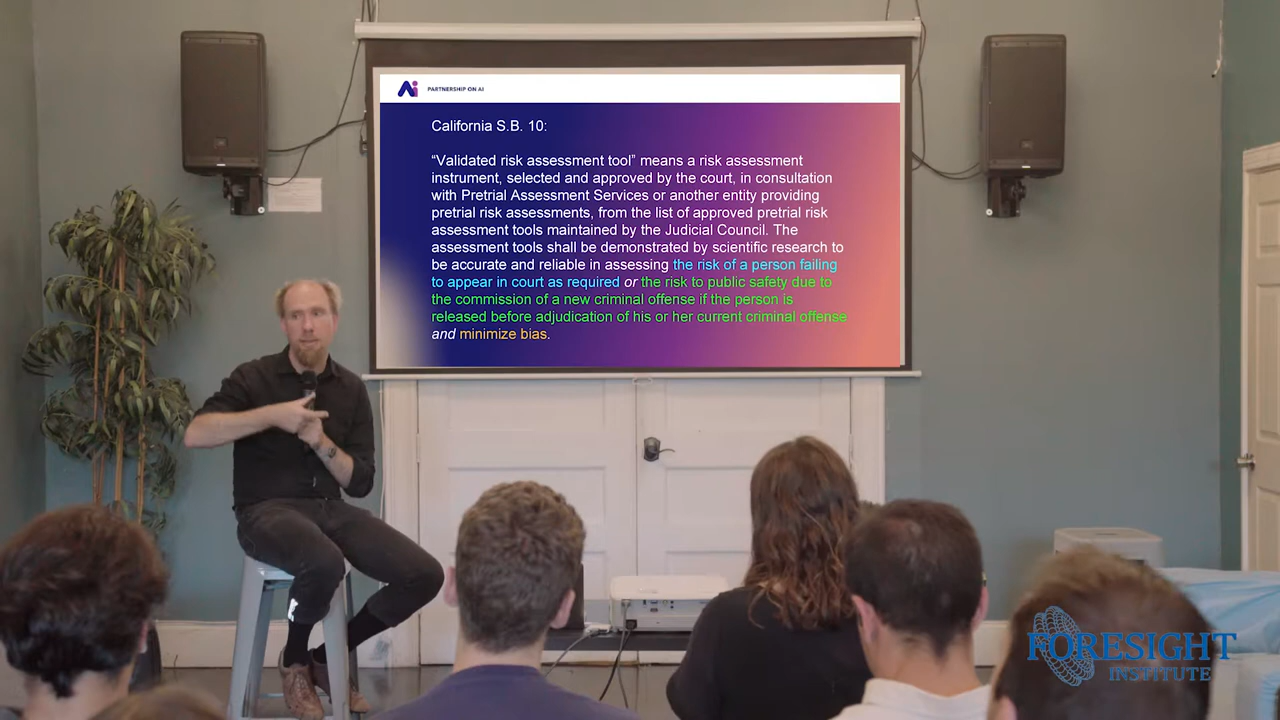 PARTNERSHIP ON AI
California S.B. 10:
“Validated risk assessment tool” means a risk assessment
instrument, selected and approved by the court, in consultation
with Pretrial Assessment Services or another entity providing
pretrial risk assessments, from the list of approved pretrial risk
assessment tools maintained by the Judicial Council. The
assessment tools shall be demonstrated by scientific research to
be accurate and reliable in assessing the risk of a person failing
to appear in court as required or the risk to public safety due to
the commission of a new criminal offense if the person is
released before adjudication of his or her current criminal offense
and minimize bias.
FORESIGHT
INSTITUTE